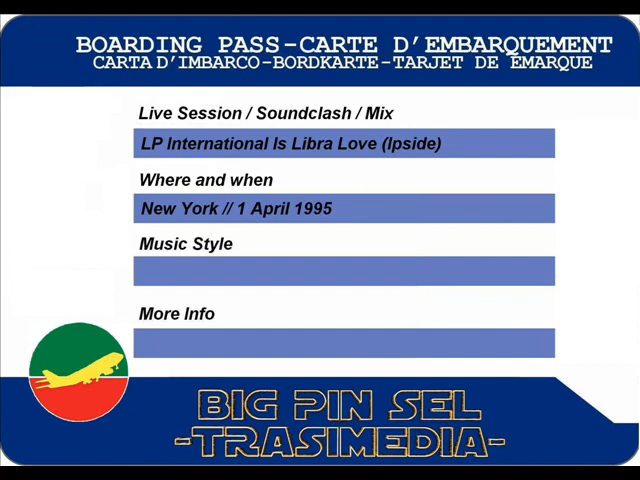 BOARDING PASS-CARTE D'EMBARQUEMENT
CARTA D'IMBARCO-BORDKARTE-TARJET DE EMARQUE
Live Session / Soundclash / Mix
LP International Is Libra Love (Ipside)
Where and when
New York // 1 April 1995
Music Style
More Info
BIG PIN SEL
-TRASIMEDIA-